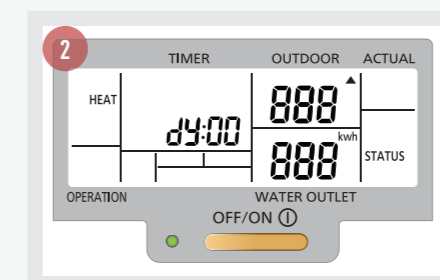 2
TIMER OUTDOOR ACTUAL
HEAT 888
dy:00 kwh
888 STATUS
OPERATION WATER OUTLET
OFF/ON